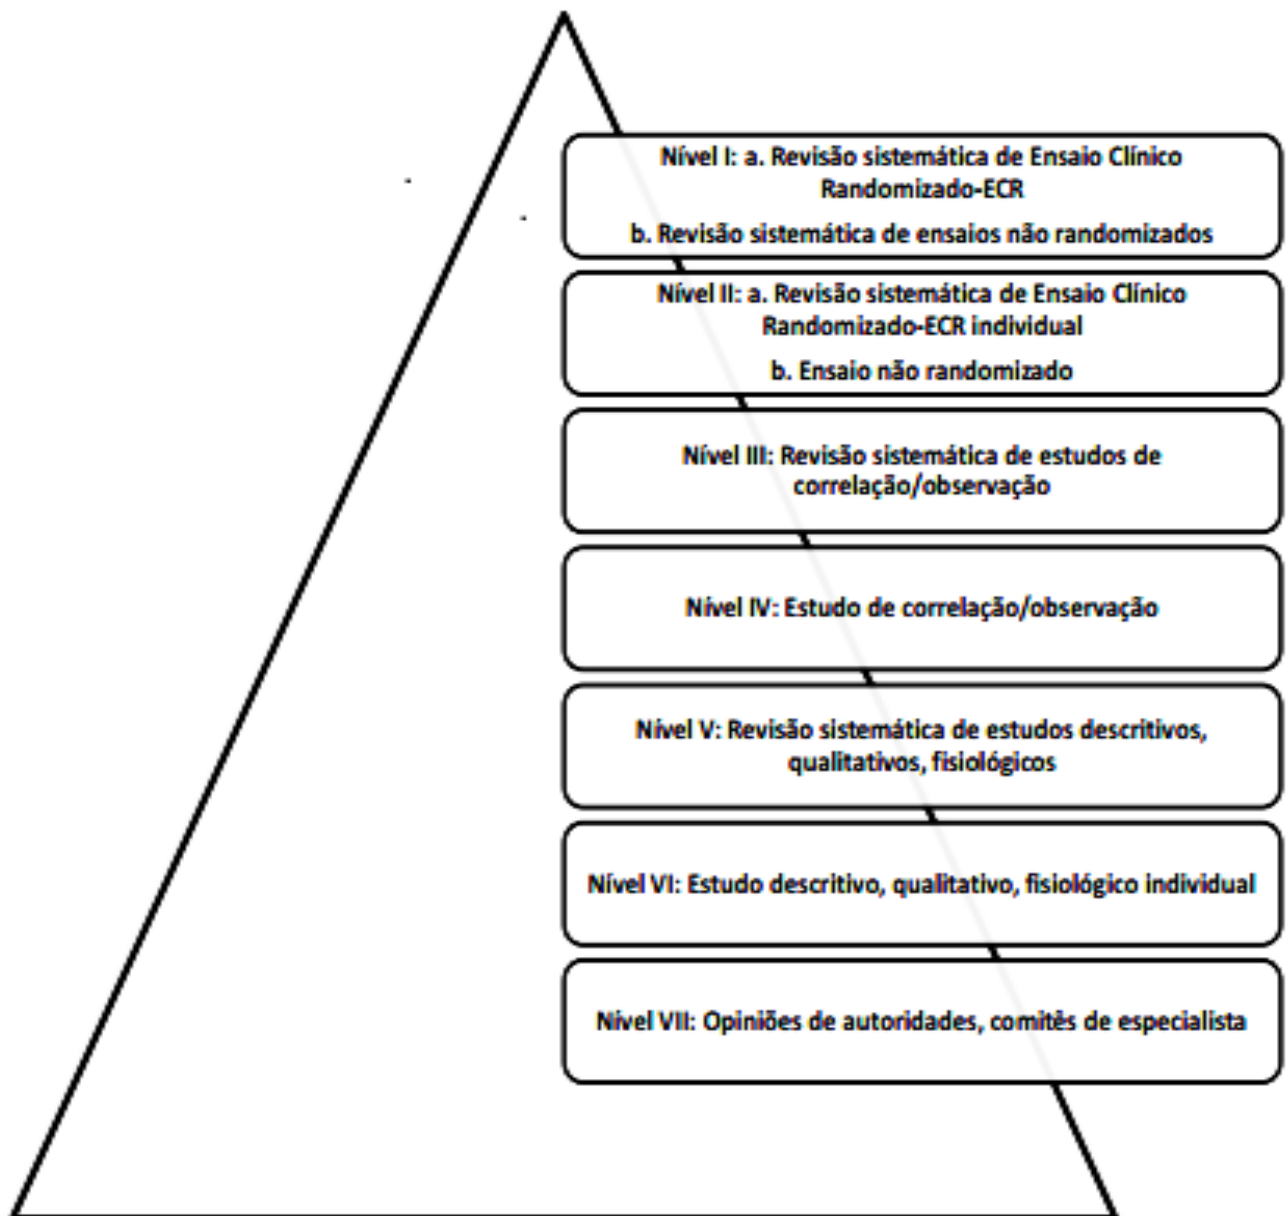 Nível I: a. Revisão sistemática de Ensaio Clínico
Randomizado-ECR
b. Revisão sistemática de ensaios não randomizados
Nível II: a. Revisão sistemática de Ensaio Clínico
Randomizado-ECR individual
b. Ensaio não randomizado
Nível III: Revisão sistemática de estudos de
correlação/observação
Nível IV: Estudo de correlação/observação
Nível V: Revisão sistemática de estudos descritivos,
qualitativos, fisiológicos
Nível VI: Estudo descritivo, qualitativo, fisiológico individual
Nível VII: Opiniões de autoridades, comitês de especialista